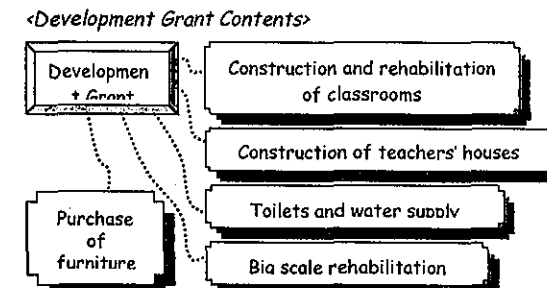 <Development Grant Contents>
Developmen
t Grant
Construction and rehabilitation
of classrooms
Construction of teachers' houses
Toilets and water supply
Purchase
of
furniture
Big scale rehabilitation